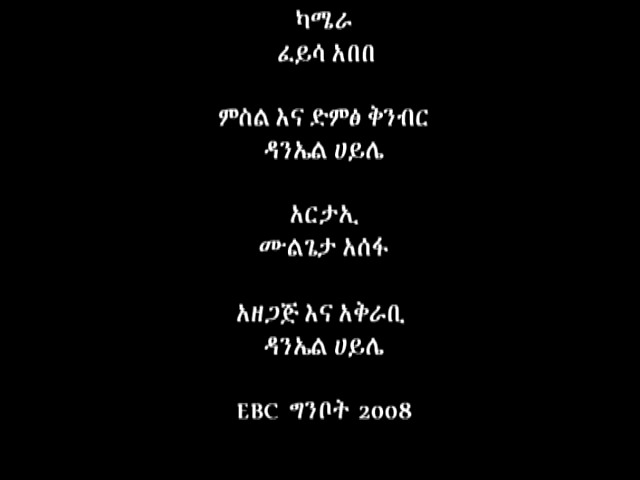 ካሜራ
ፈይሳ አበበ
ምስል እና ድምፅ ቅንብር
ዳንኤል ሀይሌ
አርታኢ
ሙልጌታ አሰፋ
አዘጋጅ እና አቅራቢ
ዳንኤል ሀይሌ
EBC ግንቦት 2008